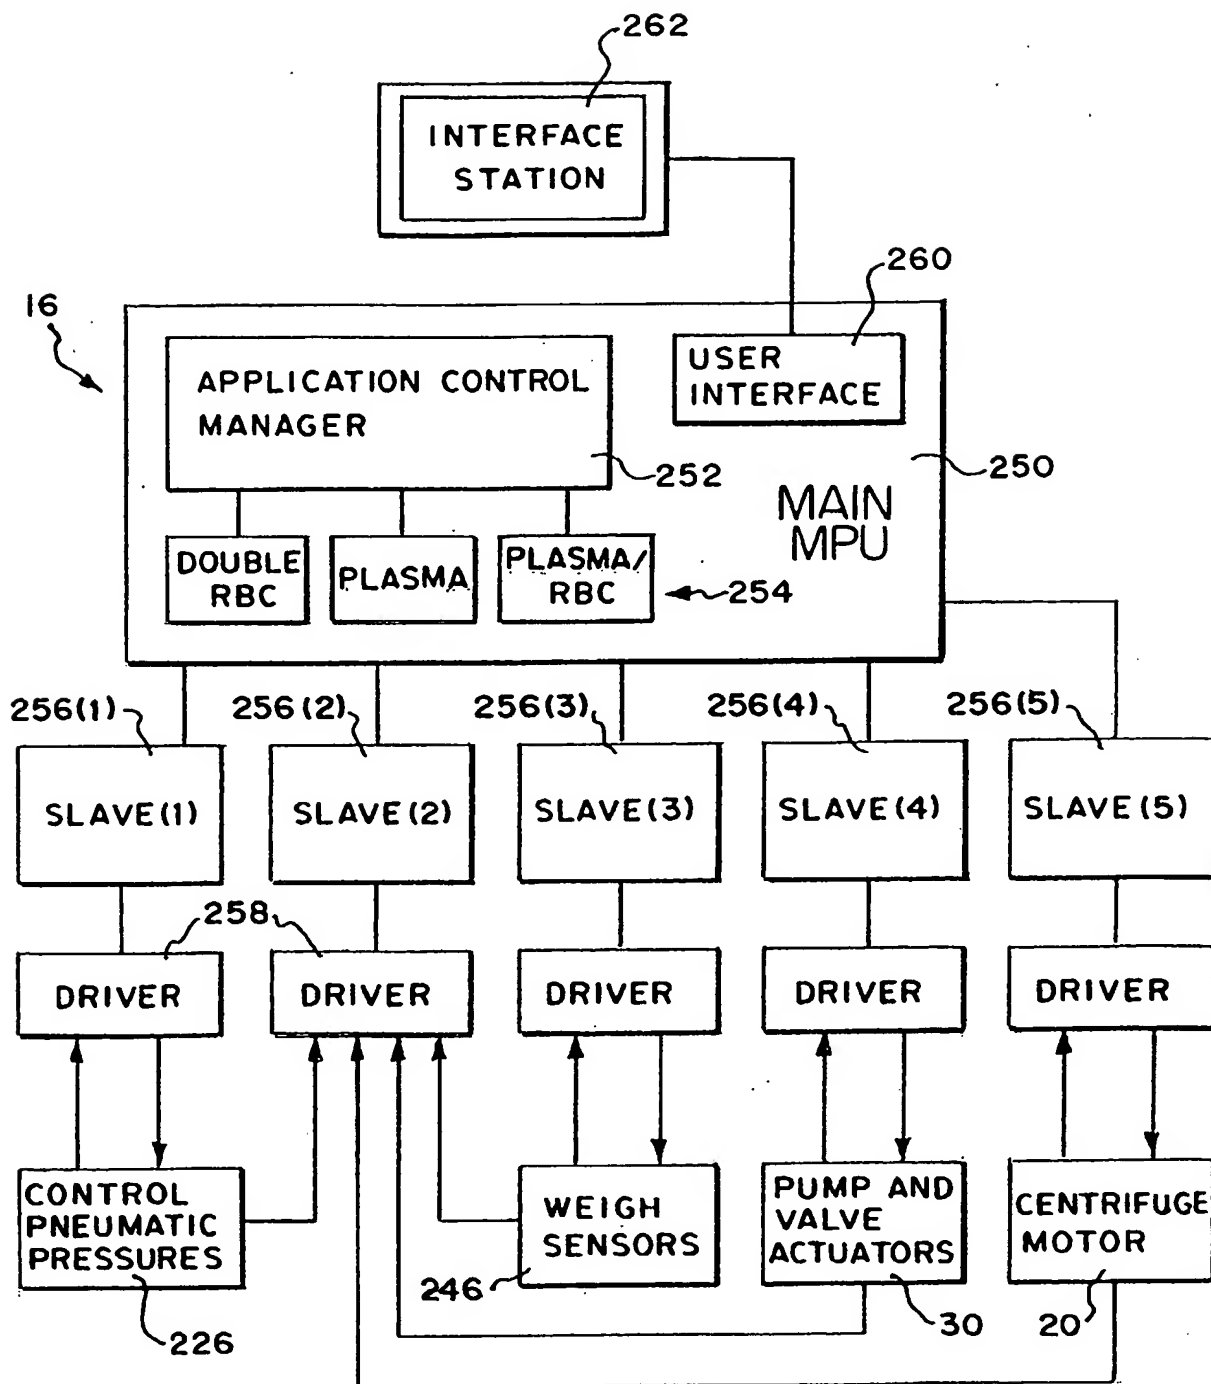 262
INTERFACE
STATION
260
16
USER
INTERFACE
APPLICATION CONTROL
MANAGER
252
250
MAIN
MPU
DOUBLE
RBC
PLASMA
PLASMA/
RBC
254
256(1)
256(2)
256(3)
256(4)
256(5)
SLAVE(1)
SLAVE(2)
SLAVE(3)
SLAVE(4)
SLAVE(5)
258
DRIVER
DRIVER
DRIVER
DRIVER
DRIVER
CONTROL
PNEUMATIC
PRESSURES
WEIGH
SENSORS
PUMP AND
VALVE
ACTUATORS
CENTRIFUGE
MOTOR
226
246
30
20